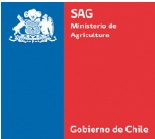 SAG
Ministerio de
Agricultura
Gobierno de Chile